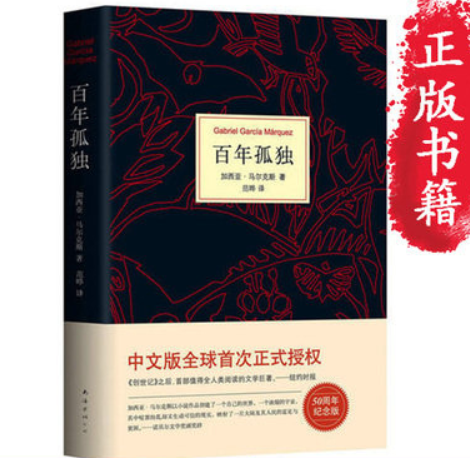 正版书籍
Gabriel García Márquez
百年孤独
加西亚·马尔克斯 著
范晔 译
Gabriel García Márquez
百年孤独
加西亚·马尔克斯 著
范晔 译
中文版全球首次正式授权
《创世记》之后,首部值得全人类阅读的文学巨著。——纽约时报
50周年
纪念版